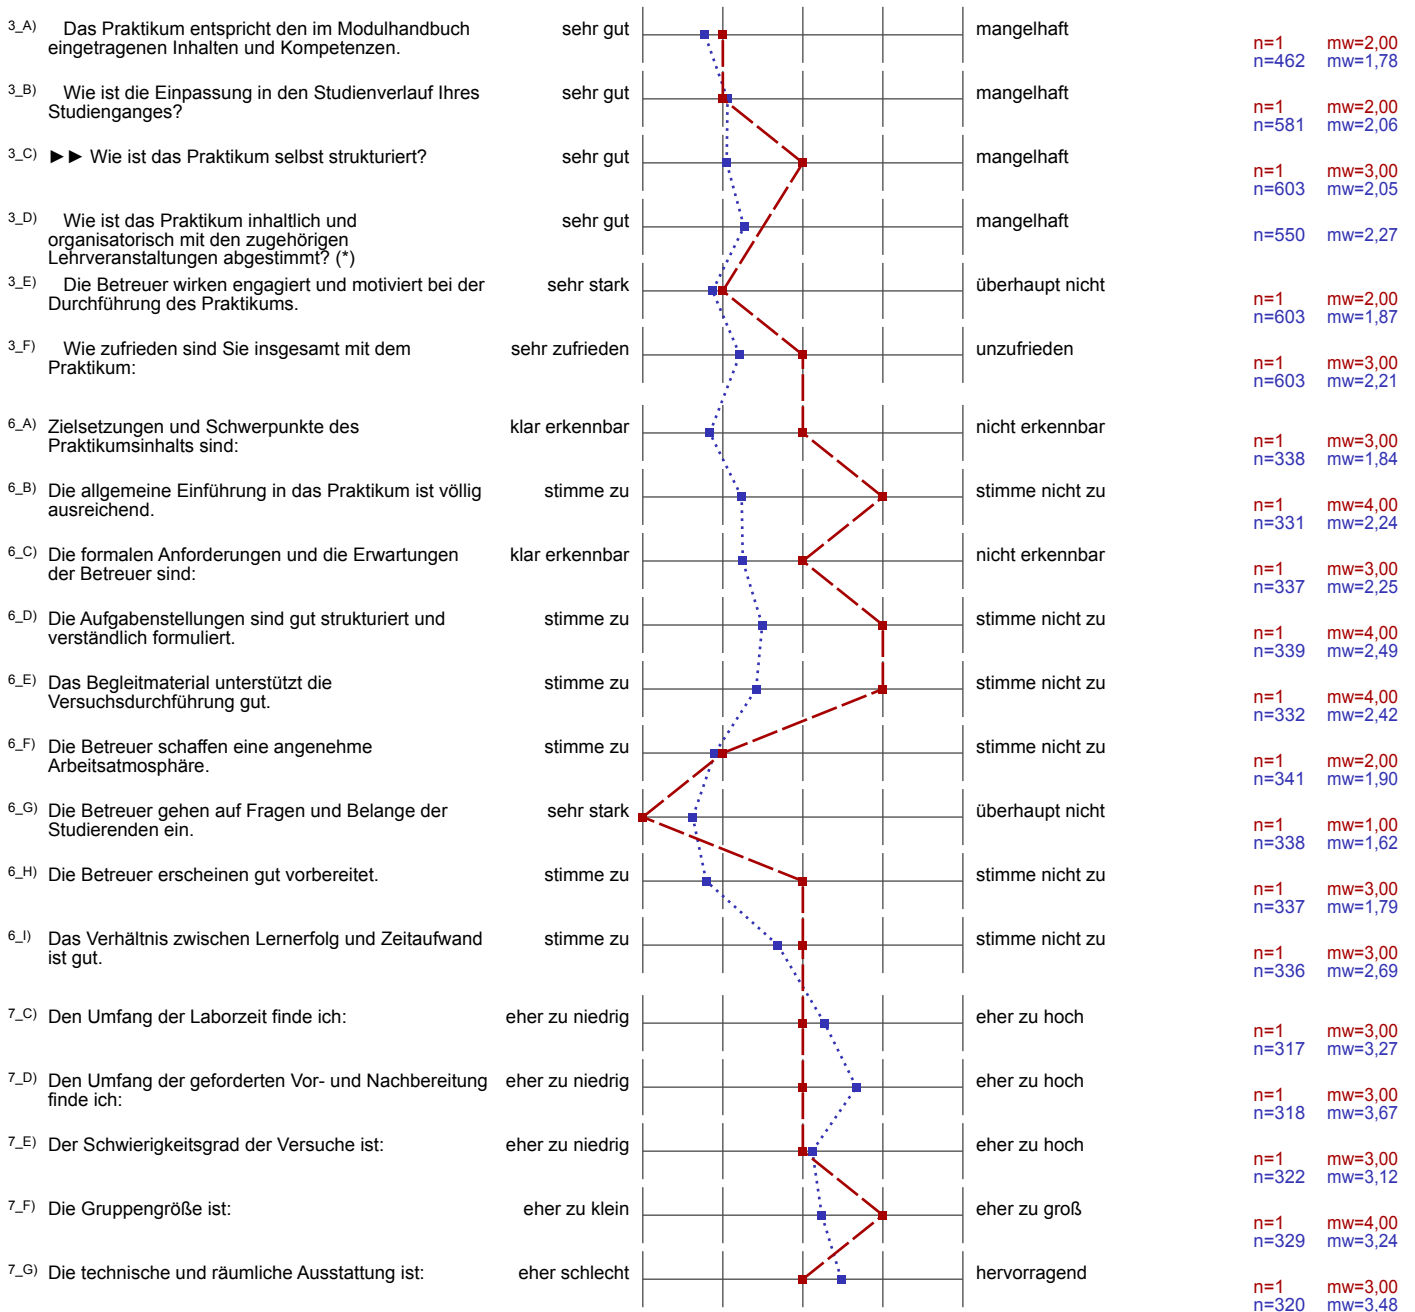 3_A) Das Praktikum entspricht den im Modulhandbuch
eingetragenen Inhalten und Kompetenzen.
sehr gut
mangelhaft
n=1 mw=2,00
n=462 mw=1,78
3_B) Wie ist die Einpassung in den Studienverlauf Ihres
Studienganges?
sehr gut
mangelhaft
n=1 mw=2,00
n=581 mw=2,06
3_C) ►► Wie ist das Praktikum selbst strukturiert?
sehr gut
mangelhaft
n=1 mw=3,00
n=603 mw=2,05
3_D) Wie ist das Praktikum inhaltlich und
organisatorisch mit den zugehörigen
Lehrveranstaltungen abgestimmt? (*)
sehr gut
mangelhaft
n=550 mw=2,27
3_E) Die Betreuer wirken engagiert und motiviert bei der
Durchführung des Praktikums.
sehr stark
überhaupt nicht
n=1 mw=2,00
n=603 mw=1,87
3_F) Wie zufrieden sind Sie insgesamt mit dem
Praktikum:
sehr zufrieden
unzufrieden
n=1 mw=3,00
n=603 mw=2,21
6_A) Zielsetzungen und Schwerpunkte des
Praktikumsinhalts sind:
klar erkennbar
nicht erkennbar
n=1 mw=3,00
n=338 mw=1,84
6_B) Die allgemeine Einführung in das Praktikum ist völlig
ausreichend.
stimme zu
stimme nicht zu
n=1 mw=4,00
n=331 mw=2,24
6_C) Die formalen Anforderungen und die Erwartungen
der Betreuer sind:
klar erkennbar
nicht erkennbar
n=1 mw=3,00
n=337 mw=2,25
6_D) Die Aufgabenstellungen sind gut strukturiert und
verständlich formuliert.
stimme zu
stimme nicht zu
n=1 mw=4,00
n=339 mw=2,49
6_E) Das Begleitmaterial unterstützt die
Versuchsdurchführung gut.
stimme zu
stimme nicht zu
n=1 mw=4,00
n=332 mw=2,42
6_F) Die Betreuer schaffen eine angenehme
Arbeitsatmosphäre.
stimme zu
stimme nicht zu
n=1 mw=2,00
n=341 mw=1,90
6_G) Die Betreuer gehen auf Fragen und Belange der
Studierenden ein.
sehr stark
überhaupt nicht
n=1 mw=1,00
n=338 mw=1,62
6_H) Die Betreuer erscheinen gut vorbereitet.
stimme zu
stimme nicht zu
n=1 mw=3,00
n=337 mw=1,79
6_I) Das Verhältnis zwischen Lernerfolg und Zeitaufwand
ist gut.
stimme zu
stimme nicht zu
n=1 mw=3,00
n=336 mw=2,69
7_C) Den Umfang der Laborzeit finde ich:
eher zu niedrig
eher zu hoch
n=1 mw=3,00
n=317 mw=3,27
7_D) Den Umfang der geforderten Vor- und Nachbereitung
finde ich:
eher zu niedrig
eher zu hoch
n=1 mw=3,00
n=318 mw=3,67
7_E) Der Schwierigkeitsgrad der Versuche ist:
eher zu niedrig
eher zu hoch
n=1 mw=3,00
n=322 mw=3,12
7_F) Die Gruppengröße ist:
eher zu klein
eher zu groß
n=1 mw=4,00
n=329 mw=3,24
7_G) Die technische und räumliche Ausstattung ist:
eher schlecht
hervorragend
n=1 mw=3,00
n=320 mw=3,48